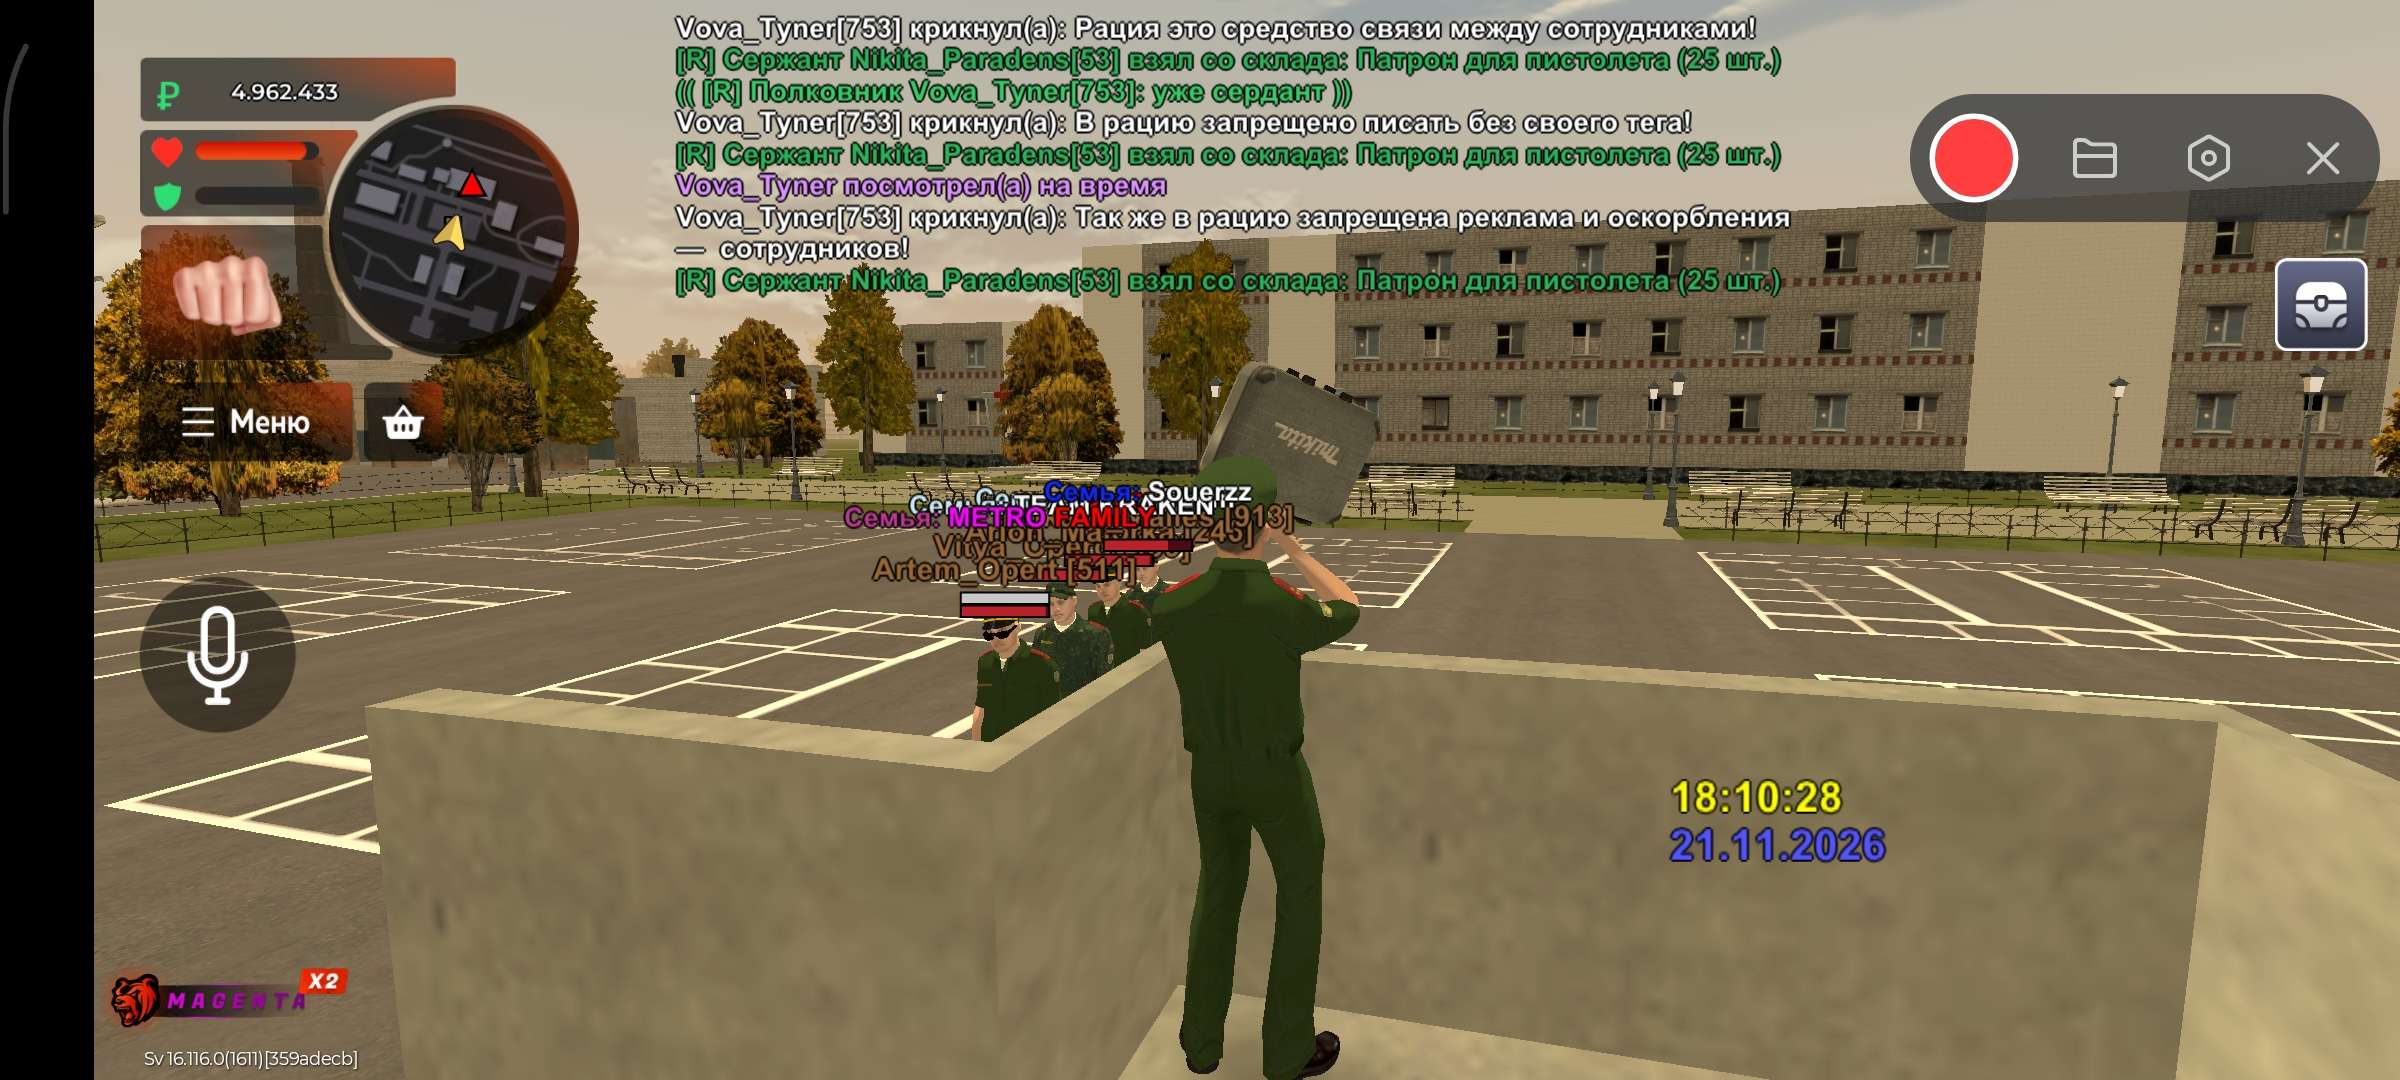 Vova_Tyner[753] крикнул(а): Рация это средство связи между сотрудниками!
[R] Сержант Nikita_Paradens[53] взял со склада: Патрон для пистолета (25 шт.)
(( [R] Полковник Vova_Tyner[753]: уже сердант ))
Vova_Tyner[753] крикнул(а): В рацию запрещено писать без своего тега!
[R] Сержант Nikita_Paradens[53] взял со склада: Патрон для пистолета (25 шт.)
Vova_Tyner посмотрел(а) на время
Vova_Tyner[753] крикнул(а): Так же в рацию запрещена реклама и оскорбления
— сотрудников!
[R] Сержант Nikita_Paradens[53] взял со склада: Патрон для пистолета (25 шт.)
₽ 4.962.433
Меню
makita
Семья: Souerzz
Семья: METRO FAMILY
[913]
[245]
Vitya_Opert
Artem_Opert [511]
18:10:28
21.11.2026
MAGENTA X2
Sv 16.116.0(1611)[359adecb]